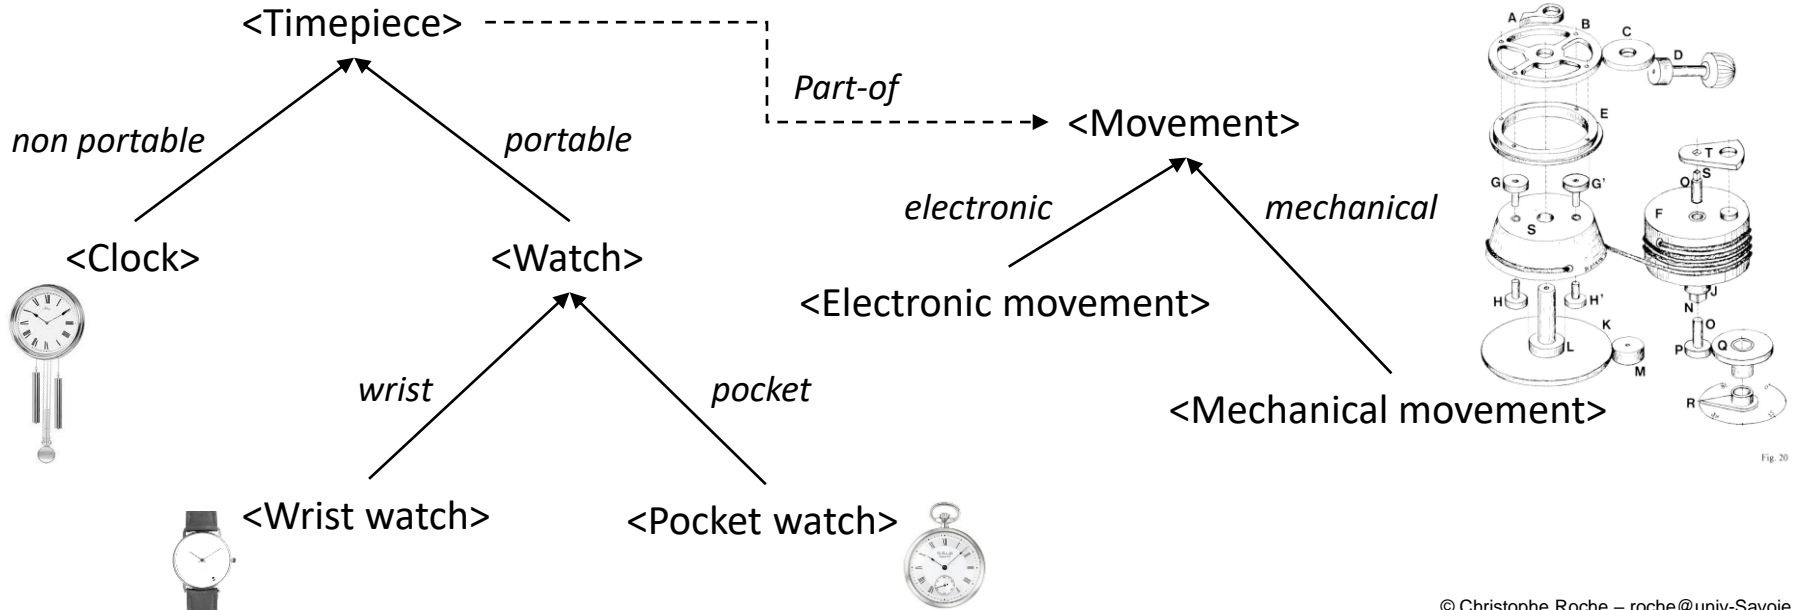 <Timepiece>
Part-of
<Movement>
non portable
portable
electronic
mechanical
<Clock>
<Watch>
<Electronic movement>
wrist
pocket
<Mechanical movement>
<Wrist watch>
<Pocket watch>
A
B
C
D
E
T
S
O
G
G'
F
S
H
H'
J
N
K
O
L
P
Q
M
R
Fig. 20
© Christophe Roche – roche@univ-Savoie